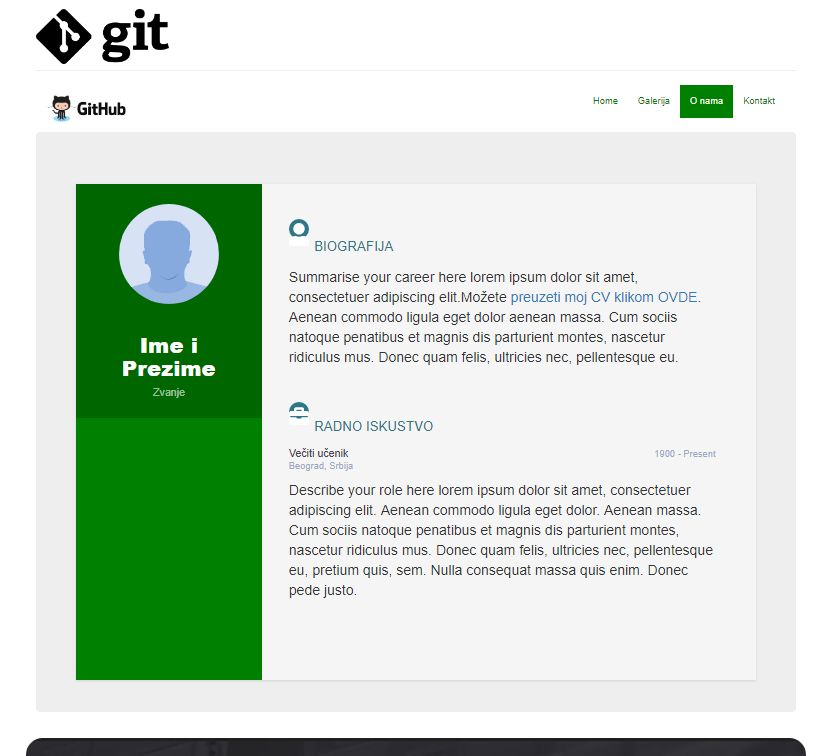 git
GitHub
Home Galerija O nama Kontakt
Ime i
Prezime
Zvanje
BIOGRAFIJA
Summarise your career here lorem ipsum dolor sit amet,
consectetuer adipiscing elit.Možete preuzeti moj CV klikom OVDE.
Aenean commodo ligula eget dolor aenean massa. Cum sociis
natoque penatibus et magnis dis parturient montes, nascetur
ridiculus mus. Donec quam felis, ultricies nec, pellentesque eu.
RADNO ISKUSTVO
Večiti učenik 1900 - Present
Beograd, Srbija
Describe your role here lorem ipsum dolor sit amet, consectetuer
adipiscing elit. Aenean commodo ligula eget dolor. Aenean massa.
Cum sociis natoque penatibus et magnis dis parturient montes,
nascetur ridiculus mus. Donec quam felis, ultricies nec, pellentesque
eu, pretium quis, sem. Nulla consequat massa quis enim. Donec
pede justo.